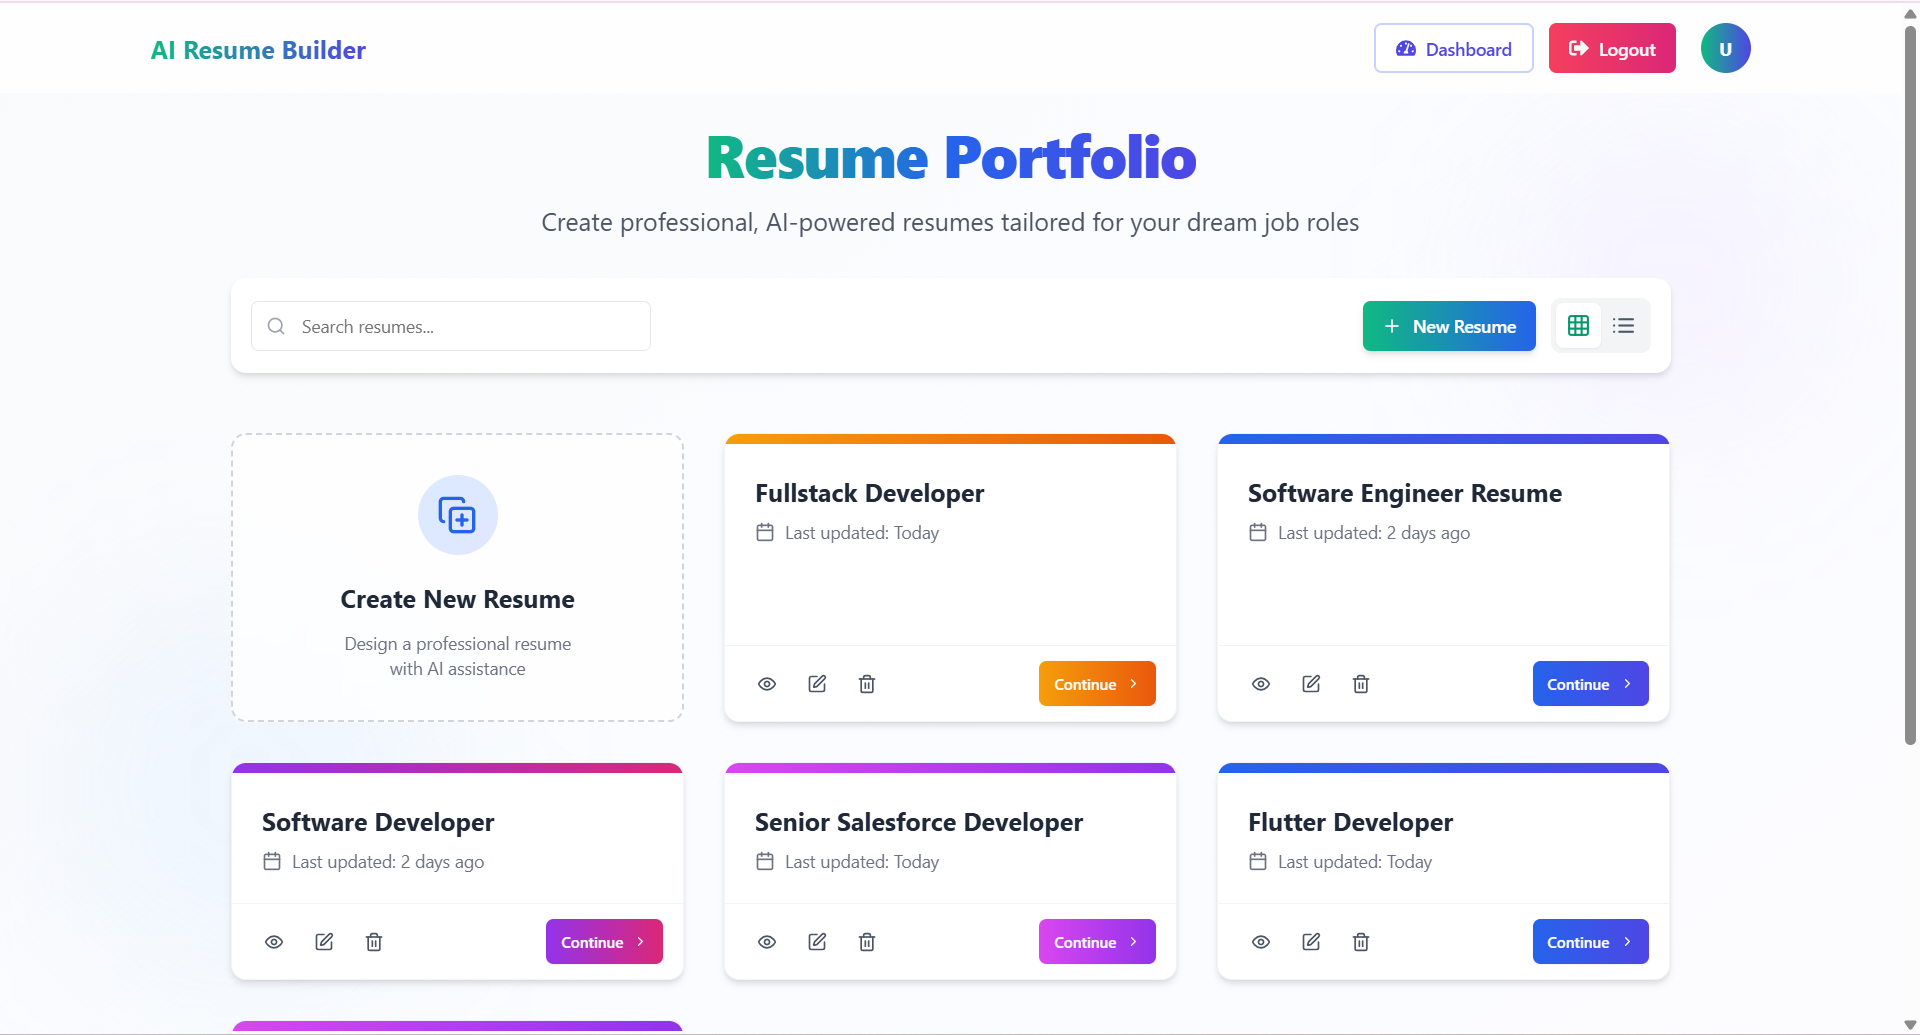 AI Resume Builder
Dashboard
Logout
U
Resume Portfolio
Create professional, AI-powered resumes tailored for your dream job roles
Search resumes...
New Resume
Create New Resume
Design a professional resume
with AI assistance
Fullstack Developer
Last updated: Today
Continue
Software Engineer Resume
Last updated: 2 days ago
Continue
Software Developer
Last updated: 2 days ago
Continue
Senior Salesforce Developer
Last updated: Today
Continue
Flutter Developer
Last updated: Today
Continue